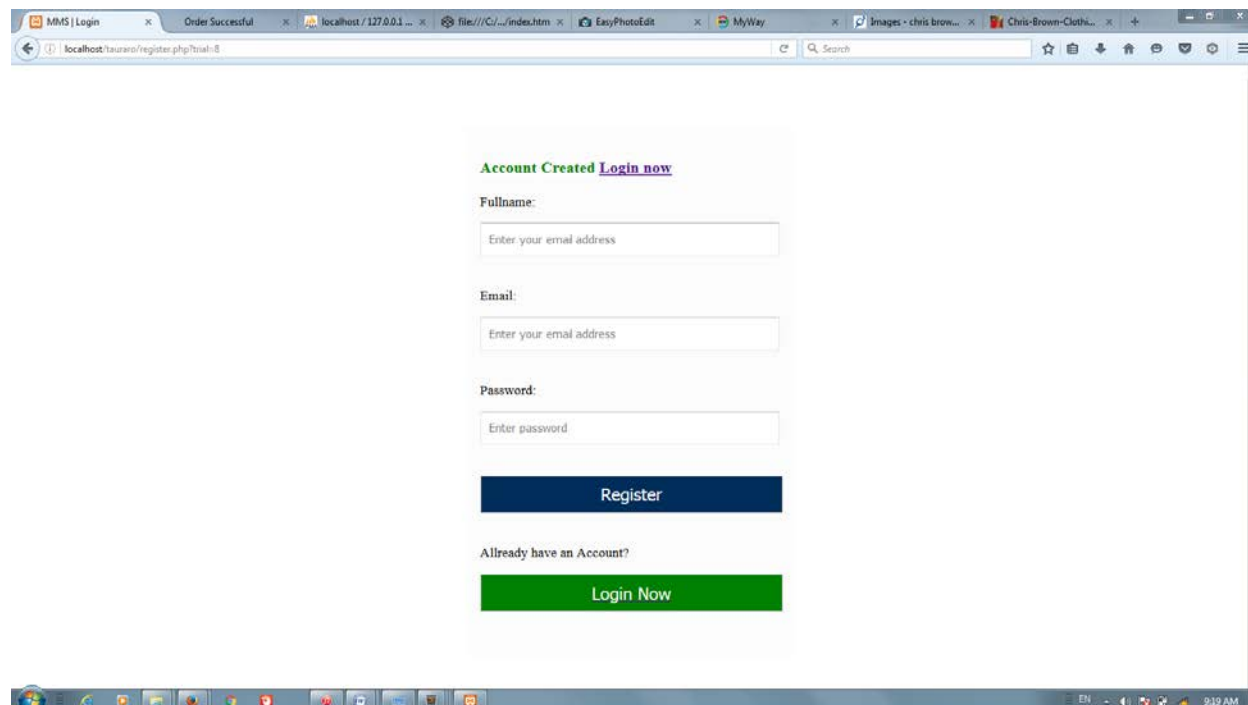 MMS | Login
Order Successful
localhost / 127.0.0.1 ...
file:///C:/.../index.htm
EasyPhotoEdit
MyWay
Images - chris brow...
Chris-Brown-Clothi...
localhost/tauraro/register.php?trial=8
Search
Account Created Login now
Fullname:
Enter your email address
Email:
Enter your email address
Password:
Enter password
Register
Allready have an Account?
Login Now
EN
9:19 AM